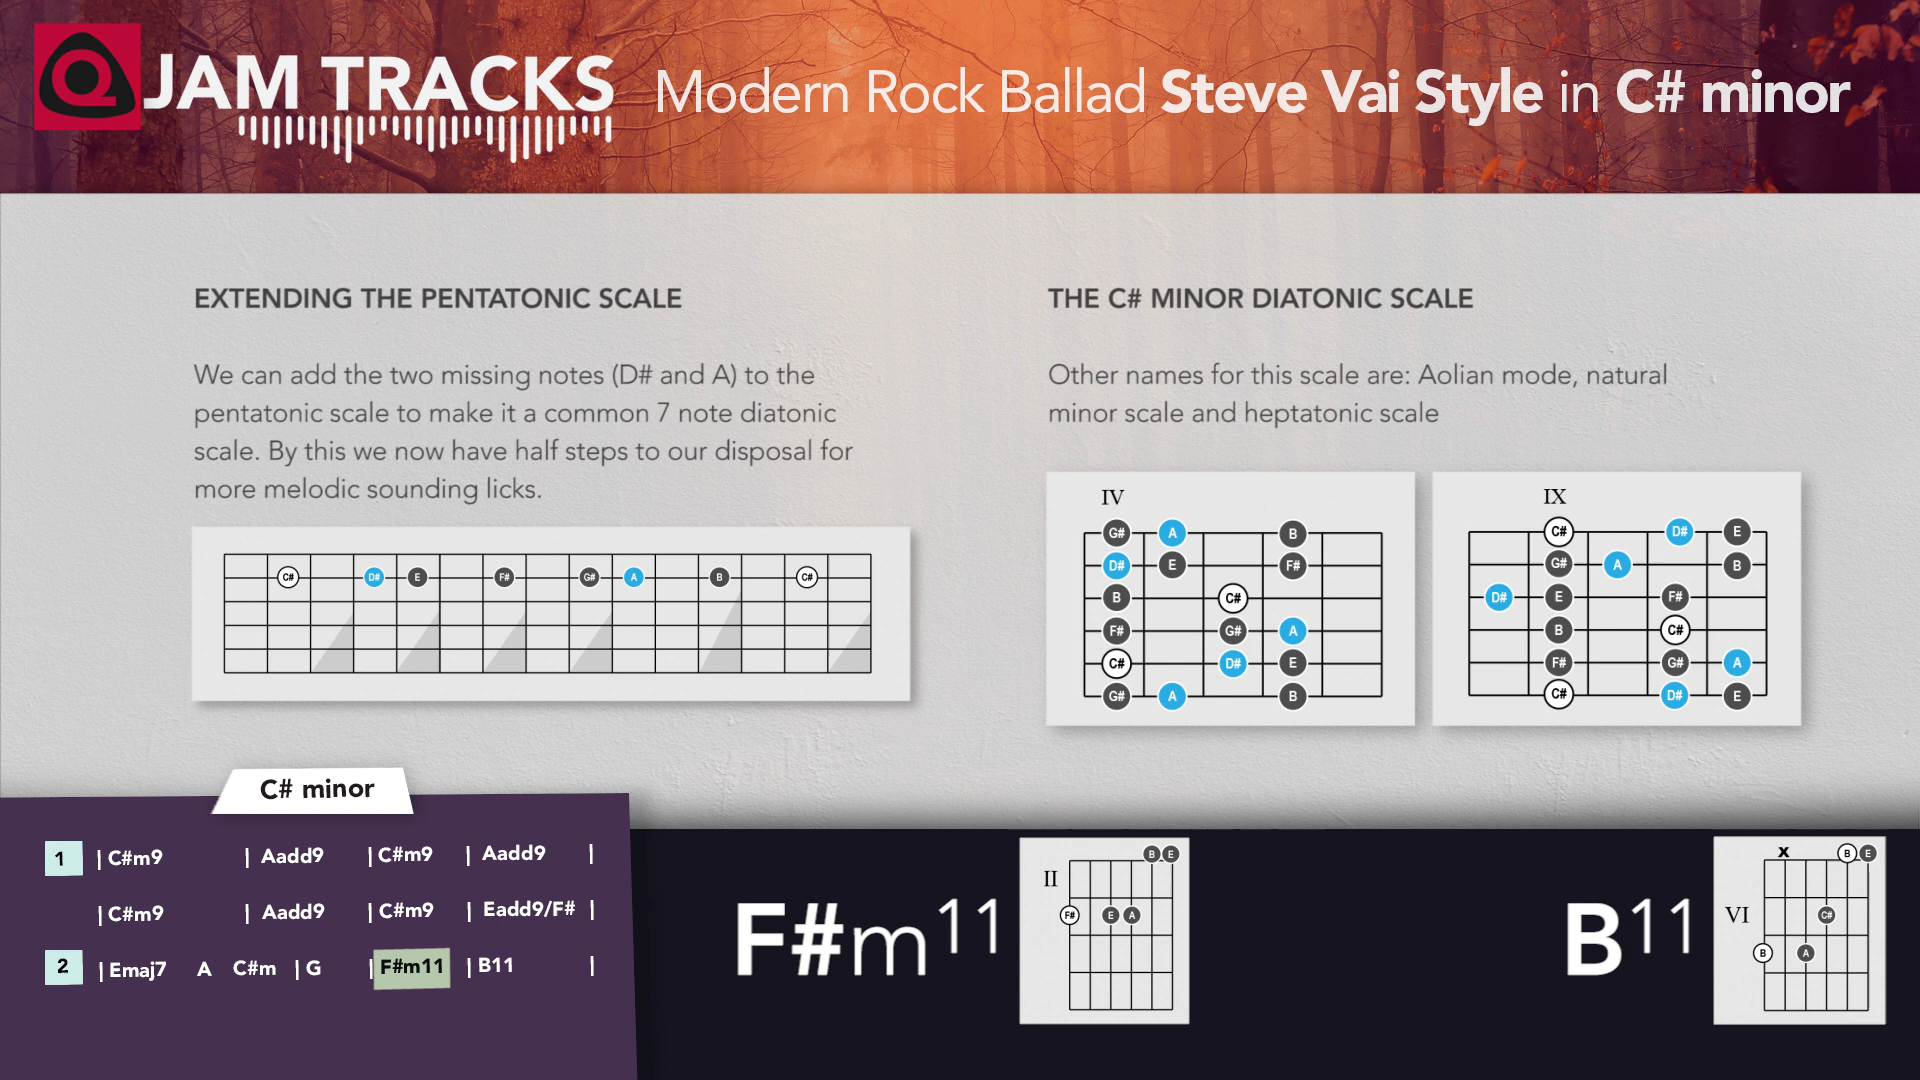 JAM TRACKS
Modern Rock Ballad Steve Vai Style in C# minor
EXTENDING THE PENTATONIC SCALE
We can add the two missing notes (D# and A) to the
pentatonic scale to make it a common 7 note diatonic
scale. By this we now have half steps to our disposal for
more melodic sounding licks.
C# D# E F# G# A B C#
THE C# MINOR DIATONIC SCALE
Other names for this scale are: Aolian mode, natural
minor scale and heptatonic scale
IV
G# A B
D# E F#
B C#
F# G# A
C# D# E
G# A B
IX
C# D# E
G# A B
D# E F#
B C#
F# G# A
C# D# E
C# minor
1 | C#m9 | Aadd9 | C#m9 | Aadd9 |
| C#m9 | Aadd9 | C#m9 | Eadd9/F# |
2 | Emaj7 A C#m | G | F#m11 | B11 |
F#m11
B E
II
F# E A
B11
x B E
VI C#
B A